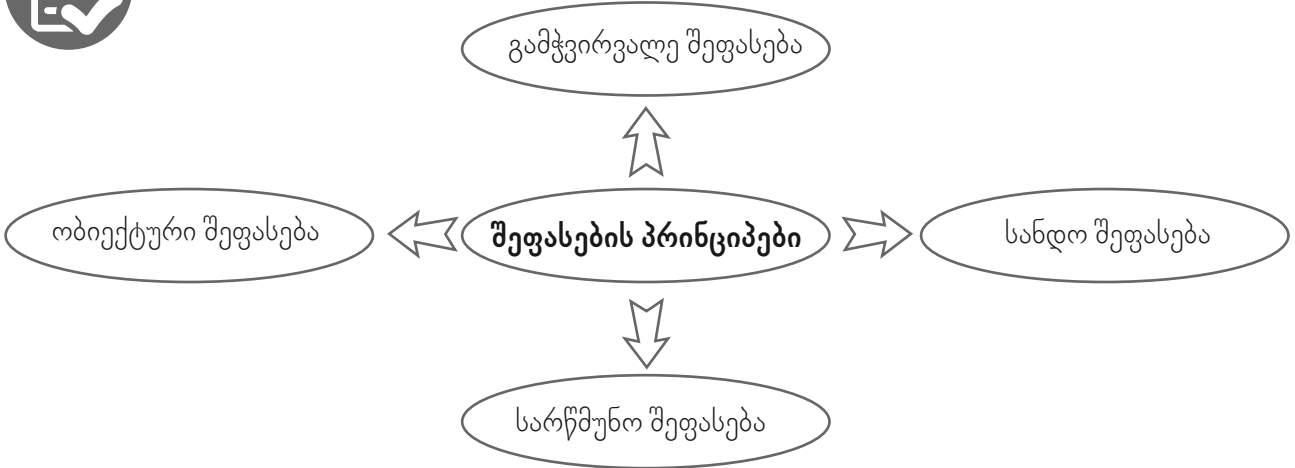 გამჭვირვალე შეფასება
ობიექტური შეფასება
შეფასების პრინციპები
სანდო შეფასება
სარწმუნო შეფასება